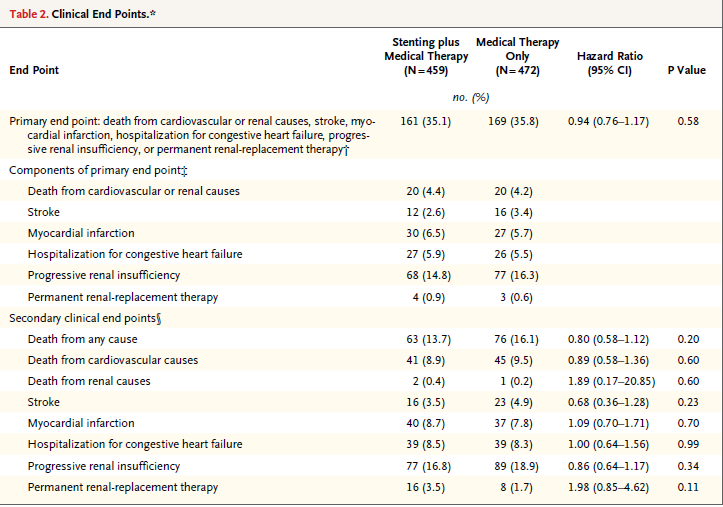 Table 2. Clinical End Points.*
End Point Stenting plus Medical Therapy (N=459) Medical Therapy Only (N=472) Hazard Ratio (95% CI) P Value
no. (%)
Primary end point: death from cardiovascular or renal causes, stroke, myo- 161 (35.1) 169 (35.8) 0.94 (0.76–1.17) 0.58
cardial infarction, hospitalization for congestive heart failure, progres-
sive renal insufficiency, or permanent renal-replacement therapy†
Components of primary end point‡
Death from cardiovascular or renal causes 20 (4.4) 20 (4.2)
Stroke 12 (2.6) 16 (3.4)
Myocardial infarction 30 (6.5) 27 (5.7)
Hospitalization for congestive heart failure 27 (5.9) 26 (5.5)
Progressive renal insufficiency 68 (14.8) 77 (16.3)
Permanent renal-replacement therapy 4 (0.9) 3 (0.6)
Secondary clinical end points§
Death from any cause 63 (13.7) 76 (16.1) 0.80 (0.58–1.12) 0.20
Death from cardiovascular causes 41 (8.9) 45 (9.5) 0.89 (0.58–1.36) 0.60
Death from renal causes 2 (0.4) 1 (0.2) 1.89 (0.17–20.85) 0.60
Stroke 16 (3.5) 23 (4.9) 0.68 (0.36–1.28) 0.23
Myocardial infarction 40 (8.7) 37 (7.8) 1.09 (0.70–1.71) 0.70
Hospitalization for congestive heart failure 39 (8.5) 39 (8.3) 1.00 (0.64–1.56) 0.99
Progressive renal insufficiency 77 (16.8) 89 (18.9) 0.86 (0.64–1.17) 0.34
Permanent renal-replacement therapy 16 (3.5) 8 (1.7) 1.98 (0.85–4.62) 0.11